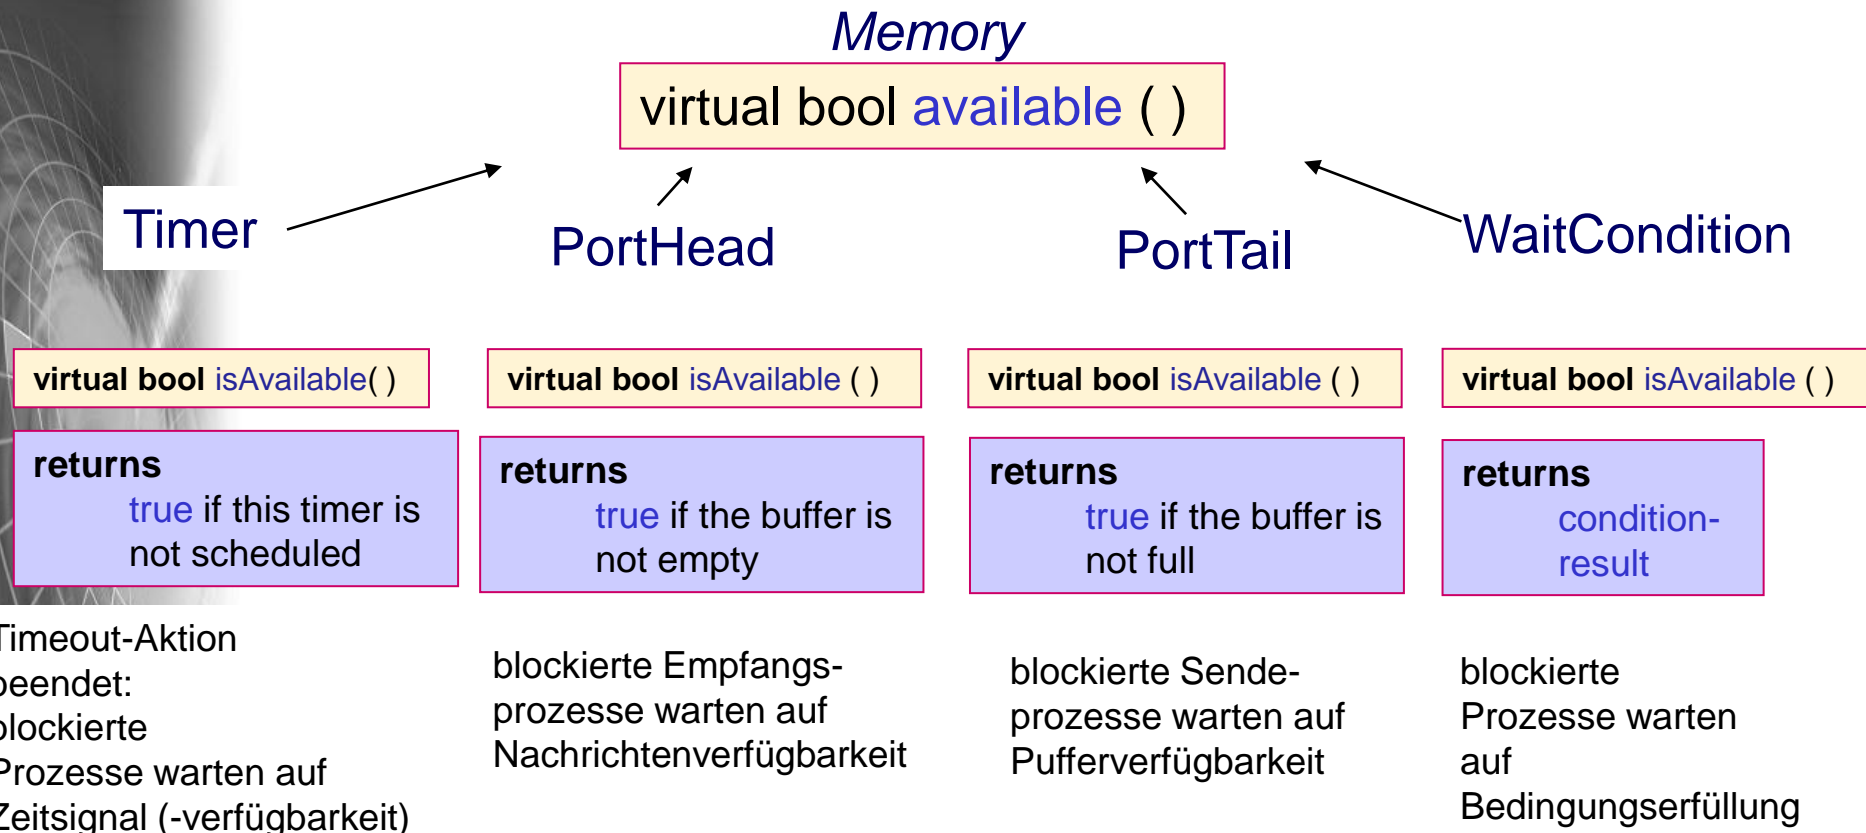 Memory
virtual bool available ( )
Timer
PortHead
PortTail
WaitCondition
virtual bool isAvailable( )
virtual bool isAvailable ( )
virtual bool isAvailable ( )
virtual bool isAvailable ( )
returns
true if this timer is
not scheduled
returns
true if the buffer is
not empty
returns
true if the buffer is
not full
returns
condition-
result
Timeout-Aktion
beendet:
blockierte
Prozesse warten auf
Zeitsignal (-verfügbarkeit)
blockierte Empfangs-
prozesse warten auf
Nachrichtenverfügbarkeit
blockierte Sende-
prozesse warten auf
Pufferverfügbarkeit
blockierte
Prozesse warten
auf
Bedingungserfüllung